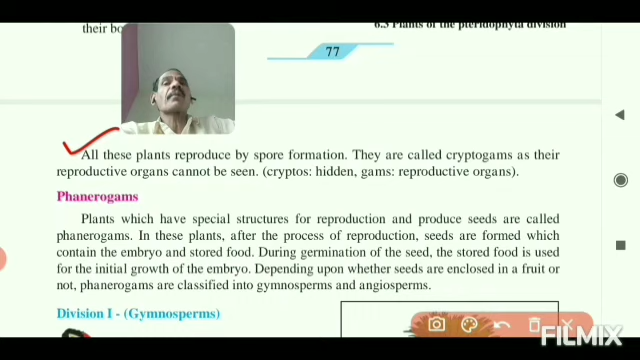 their bo
6.5 Plants of the pteridophyta division
77
All these plants reproduce by spore formation. They are called cryptogams as their
reproductive organs cannot be seen. (cryptos: hidden, gams: reproductive organs).
Phanerogams
Plants which have special structures for reproduction and produce seeds are called
phanerogams. In these plants, after the process of reproduction, seeds are formed which
contain the embryo and stored food. During germination of the seed, the stored food is used
for the initial growth of the embryo. Depending upon whether seeds are enclosed in a fruit or
not, phanerogams are classified into gymnosperms and angiosperms.
Division I - (Gymnosperms)
FILMIX